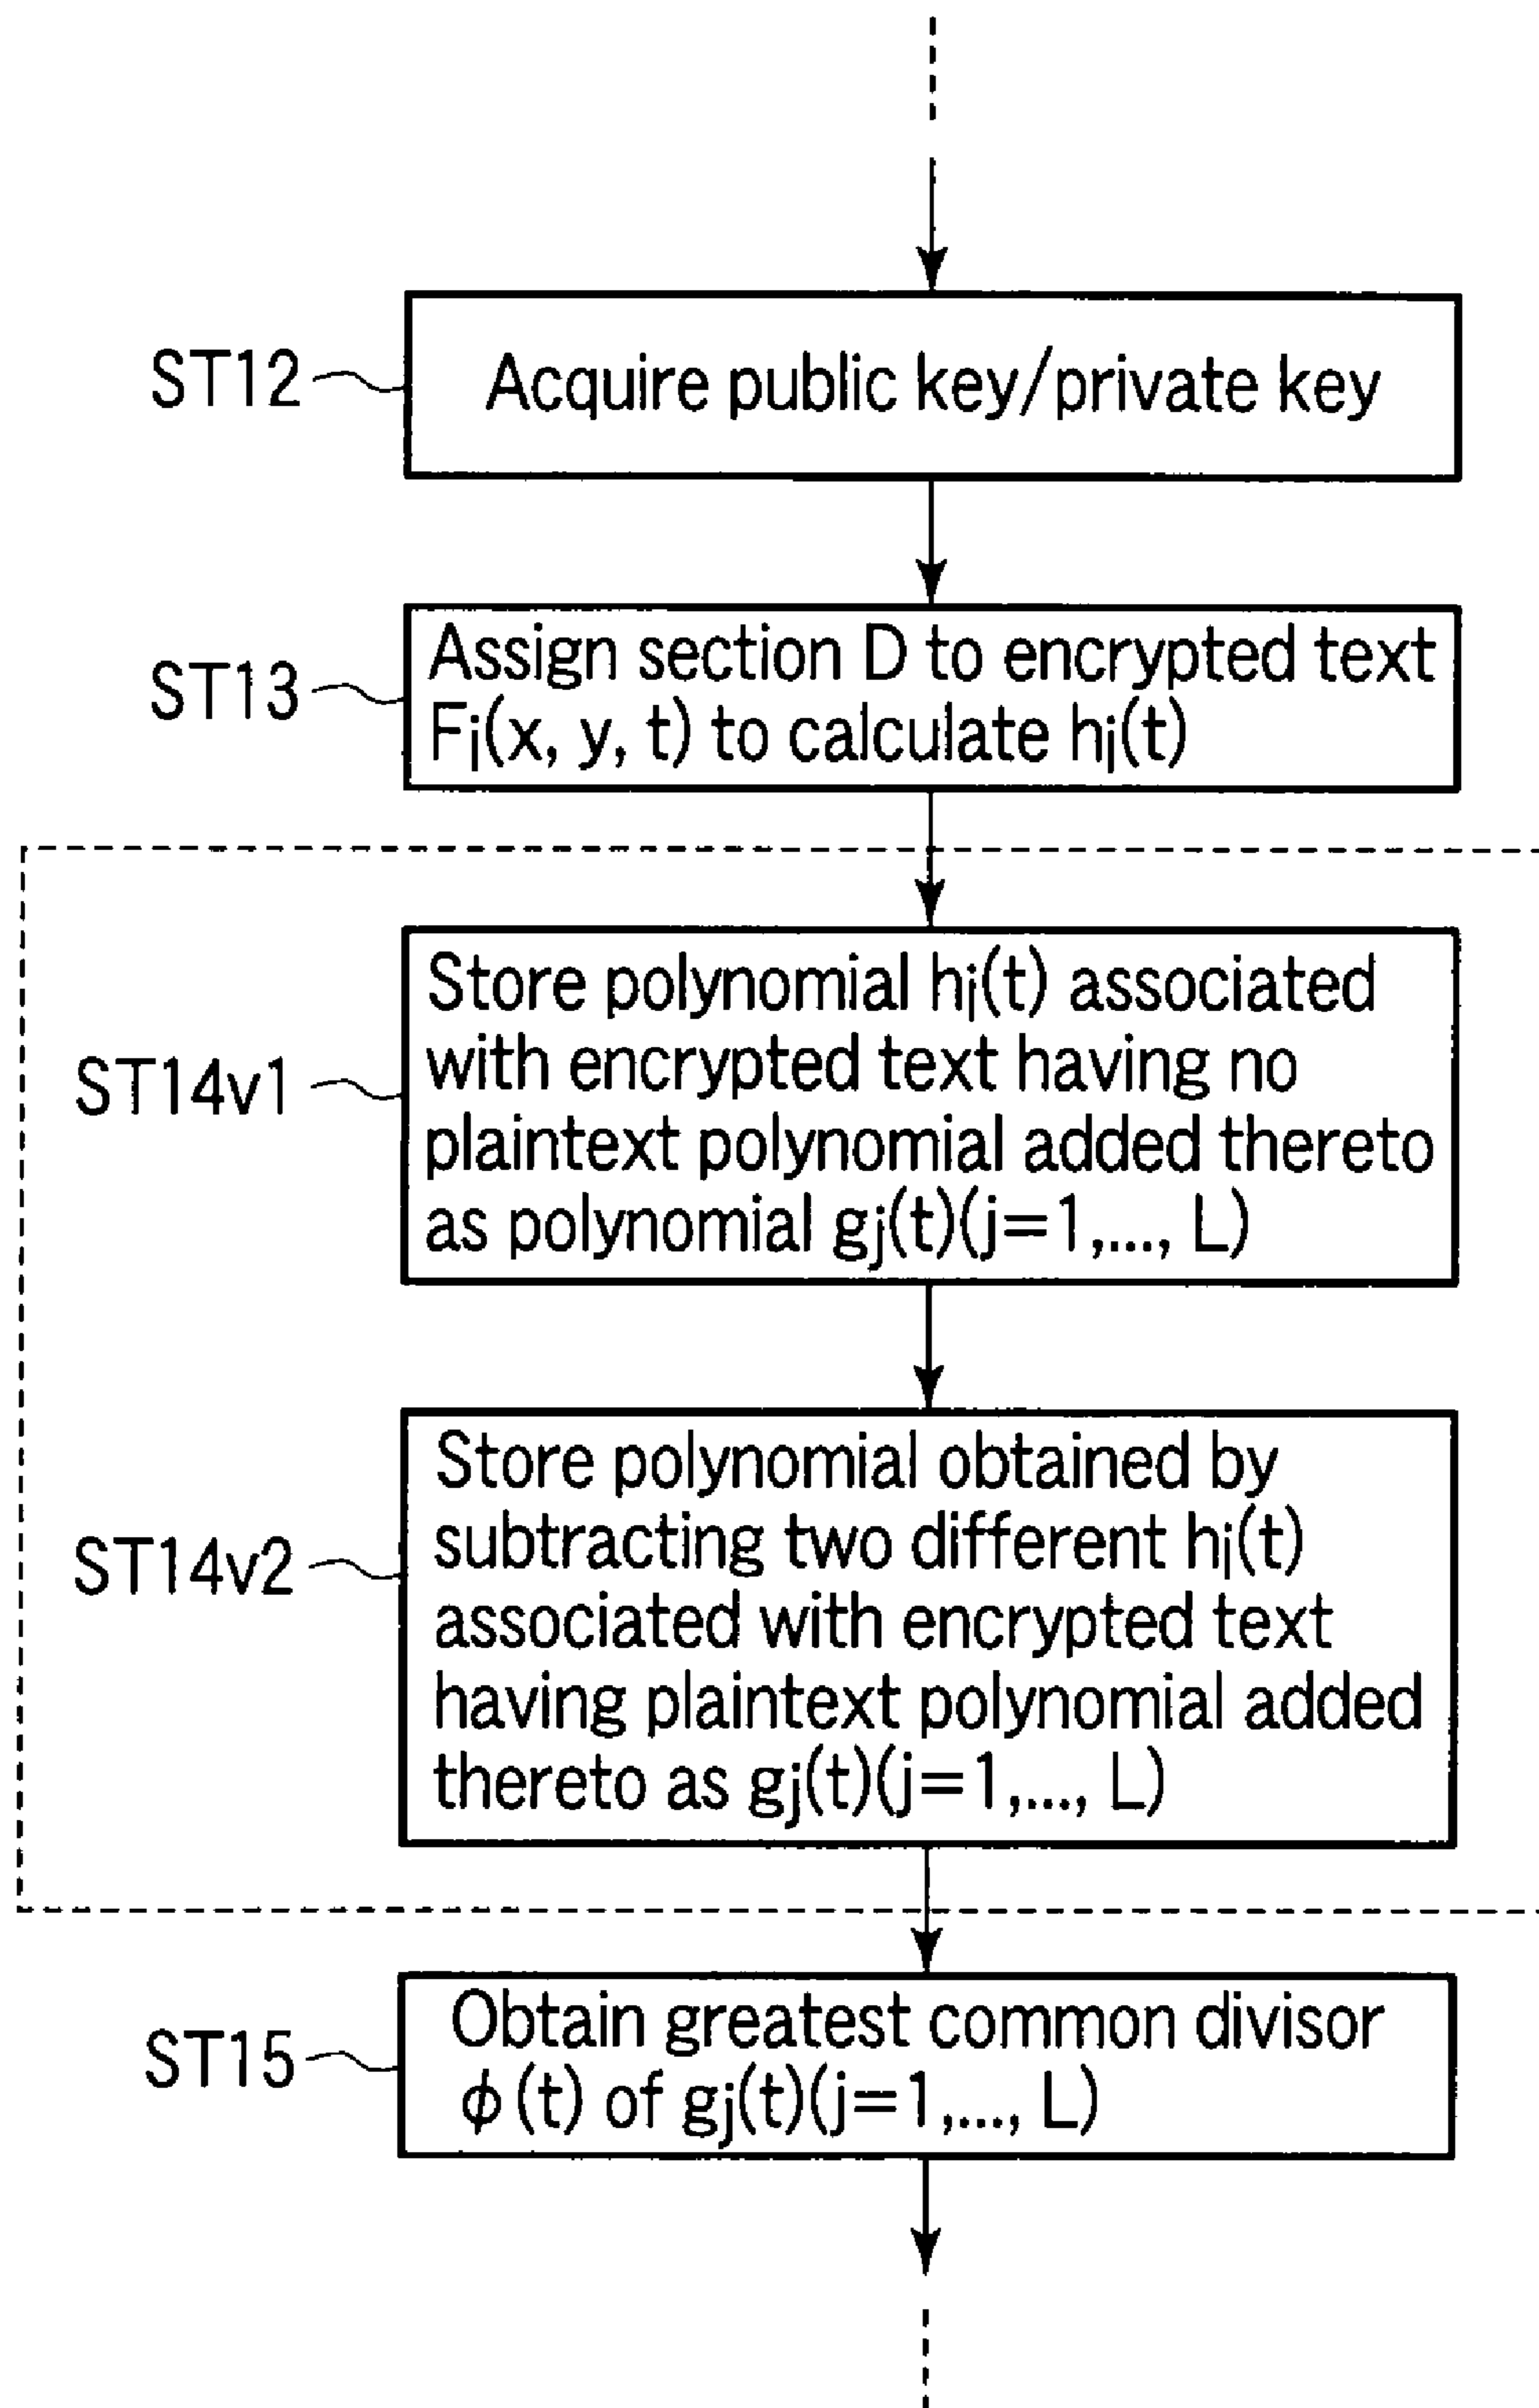 ST12
Acquire public key/private key
ST13
Assign section D to encrypted text
Fi(x, y, t) to calculate hi(t)
ST14v1
Store polynomial hi(t) associated
with encrypted text having no
plaintext polynomial added thereto
as polynomial gj(t)(j=1,..., L)
ST14v2
Store polynomial obtained by
subtracting two different hi(t)
associated with encrypted text
having plaintext polynomial added
thereto as gj(t)(j=1,..., L)
ST15
Obtain greatest common divisor
ϕ(t) of gj(t)(j=1,..., L)